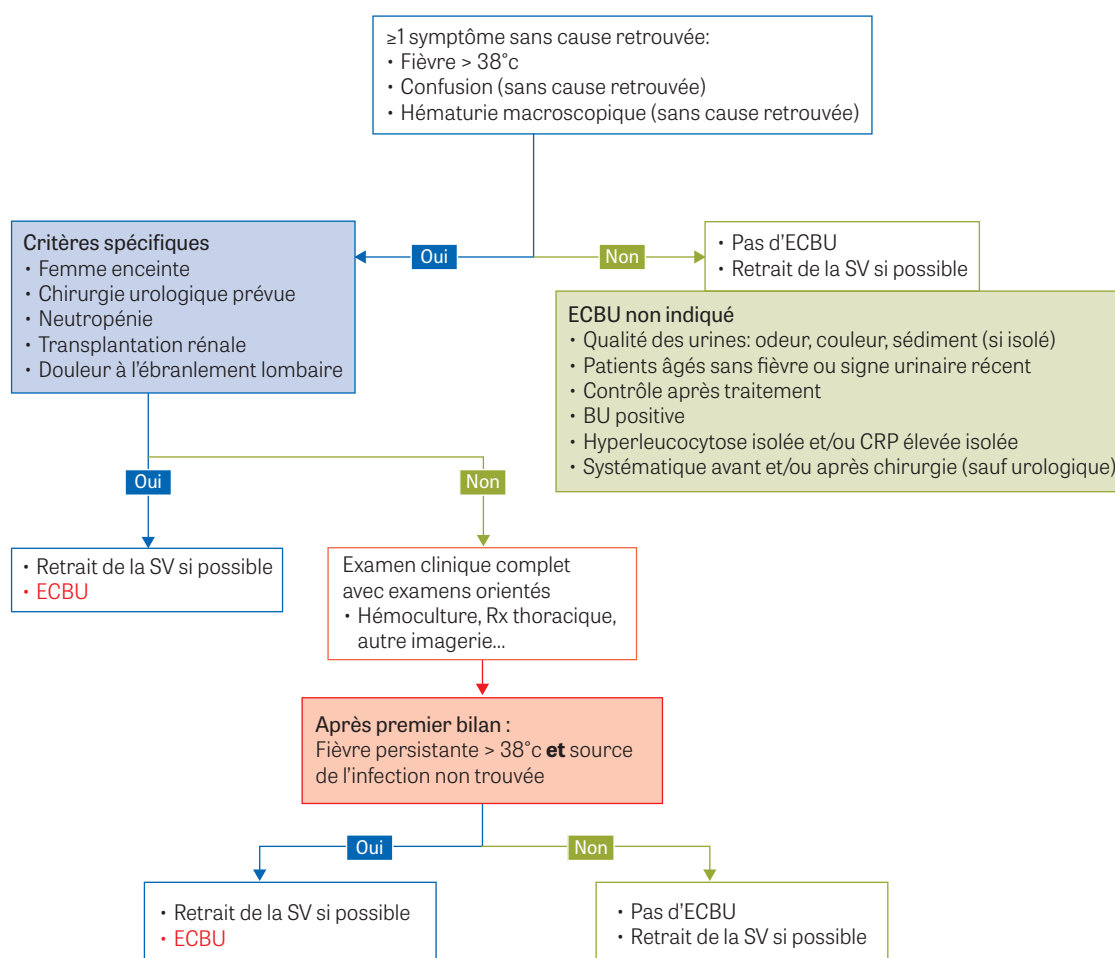 ≥1 symptôme sans cause retrouvée:
• Fièvre > 38°c
• Confusion (sans cause retrouvée)
• Hématurie macroscopique (sans cause retrouvée)
Oui
Non
Critères spécifiques
• Femme enceinte
• Chirurgie urologique prévue
• Neutropénie
• Transplantation rénale
• Douleur à l'ébranlement lombaire
• Pas d'ECBU
• Retrait de la SV si possible
ECBU non indiqué
• Qualité des urines: odeur, couleur, sédiment (si isolé)
• Patients âgés sans fièvre ou signe urinaire récent
• Contrôle après traitement
• BU positive
• Hyperleucocytose isolée et/ou CRP élevée isolée
• Systématique avant et/ou après chirurgie (sauf urologique)
Oui
Non
• Retrait de la SV si possible
• ECBU
Examen clinique complet
avec examens orientés
• Hémoculture, Rx thoracique,
autre imagerie...
Après premier bilan :
Fièvre persistante > 38°c et source
de l'infection non trouvée
Oui
Non
• Retrait de la SV si possible
• ECBU
• Pas d'ECBU
• Retrait de la SV si possible